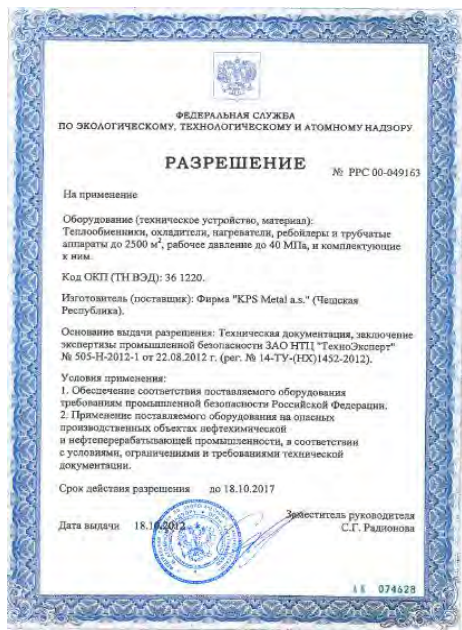 ФЕДЕРАЛЬНАЯ СЛУЖБА
ПО ЭКОЛОГИЧЕСКОМУ, ТЕХНОЛОГИЧЕСКОМУ И АТОМНОМУ НАДЗОРУ
РАЗРЕШЕНИЕ
№ РРС 00-049163
На применение
Оборудование (техническое устройство, материал):
Теплообменники, охладители, нагреватели, ребойлеры и трубчатые
аппараты до 2500 м², рабочее давление до 40 МПа, и комплектующие
к ним.
Код ОКП (ТН ВЭД): 36 1220.
Изготовитель (поставщик): Фирма "KPS Metal a.s." (Чешская
Республика).
Основание выдачи разрешения: Техническая документация, заключение
экспертизы промышленной безопасности ЗАО НТЦ "ТехноЭксперт"
№ 505-Н-2012-1 от 22.08.2012 г. (рег. № 14-ТУ-(НХ)1452-2012).
Условия применения:
1. Обеспечение соответствия поставляемого оборудования
требованиям промышленной безопасности Российской Федерации.
2. Применение поставляемого оборудования на опасных
производственных объектах нефтехимической
и нефтеперерабатывающей промышленности, в соответствии
с условиями, ограничениями и требованиями технической
документации.
Срок действия разрешения до 18.10.2017
Дата выдачи 18.10.2012
Заместитель руководителя
С.Г. Радионова
АК 074628